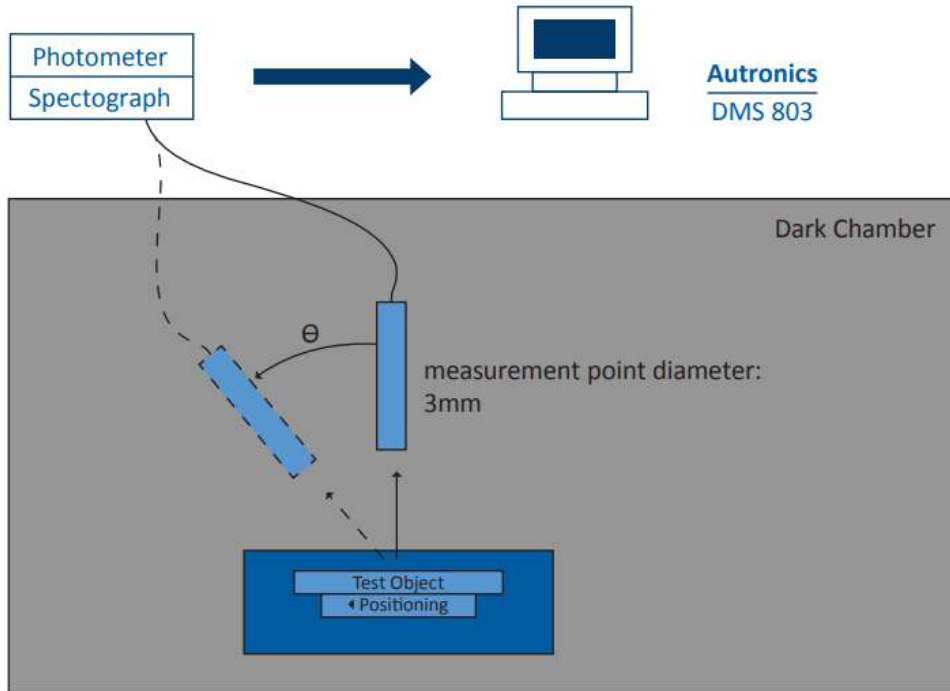 Photometer
Spectograph
Autronics
DMS 803
Dark Chamber
Ɵ
measurement point diameter:
3mm
Test Object
Positioning